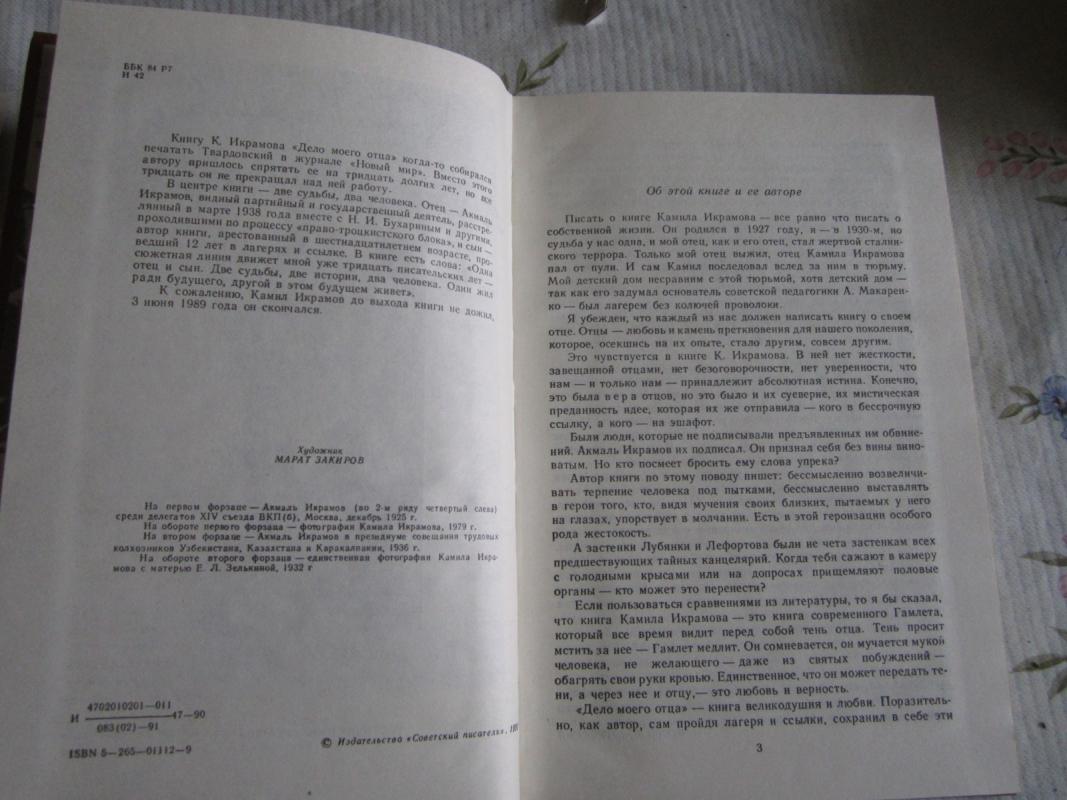 ББК 84 Р7
И 42
Книгу К. Икрамова «Дело моего отца» когда-то собирался
печатать Твардовский в журнале «Новый мир». Вместо этого
автору пришлось спрятать ее на тридцать долгих лет, но все
тридцать он не прекращал над ней работу.
В центре книги — две судьбы, два человека. Отец — Акмаль
Икрамов, видный партийный и государственный деятель, расстре-
лянный в марте 1938 года вместе с Н. И. Бухариным и другими,
проходившими по процессу «право-троцкистского блока», и сын —
автор книги, арестованный в шестнадцатилетнем возрасте, про-
ведший 12 лет в лагерях и ссылке. В книге есть слова: «Одна
сюжетная линия движет мной уже тридцать писательских лет —
отец и сын. Две судьбы, две истории, два человека. Один жил
ради будущего, другой в этом будущем живет».
К сожалению, Камил Икрамов до выхода книги не дожил,
3 июня 1989 года он скончался.
Художник
МАРАТ ЗАКИРОВ
На первом форзаце — Акмаль Икрамов (во 2-м ряду четвертый слева)
среди делегатов XIV съезда ВКП(б), Москва, декабрь 1925 г.
На обороте первого форзаца — фотография Камила Икрамова, 1979 г.
На втором форзаце — Акмаль Икрамов в президиуме совещания трудовых
колхозников Узбекистана, Казахстана и Каракалпакии, 1936 г.
На обороте второго форзаца — единственная фотография Камила Икра-
мова с матерью Е. Л. Зелькиной, 1932 г
И 4702010201—011
083(02)—91 47—90
ISBN 5—265—01112—9
© Издательство «Советский писатель»,
Об этой книге и ее авторе
Писать о книге Камила Икрамова — все равно что писать о
собственной жизни. Он родился в 1927 году, я — в 1930-м, но
судьба у нас одна, и мой отец, как и его отец, стал жертвой сталин-
ского террора. Только мой отец выжил, отец Камила Икрамова
пал от пули. И сам Камил последовал вслед за ним в тюрьму.
Мой детский дом несравним с этой тюрьмой, хотя детский дом —
так как его задумал основатель советской педагогики А. Макарен-
ко — был лагерем без колючей проволоки.
Я убежден, что каждый из нас должен написать книгу о своем
отце. Отцы — любовь и камень преткновения для нашего поколения,
которое, осекшись на их опыте, стало другим, совсем другим.
Это чувствуется в книге К. Икрамова. В ней нет жесткости,
завещанной отцами, нет безоговорочности, нет уверенности, что
нам — и только нам — принадлежит абсолютная истина. Конечно,
это была вера отцов, но это было и их суеверие, их мистическая
преданность идее, которая их же отправила — кого в бессрочную
ссылку, а кого — на эшафот.
Были люди, которые не подписывали предъявленных им обвине-
ний. Акмаль Икрамов их подписал. Он признал себя без вины вино-
ватым. Но кто посмеет бросить ему слова упрека?
Автор книги по этому поводу пишет: бессмысленно возвеличи-
вать терпение человека под пытками, бессмысленно выставлять
в герои того, кто, видя мучения своих близких, пытаемых у него
на глазах, упорствует в молчании. Есть в этой героизации особого
рода жестокость.
А застенки Лубянки и Лефортова были не чета застенкам всех
предшествующих тайных канцелярий. Когда тебя сажают в камеру
с голодными крысами или на допросах прищемляют половые
органы — кто может это перенести?
Если пользоваться сравнениями из литературы, то я бы сказал,
что книга Камила Икрамова — это книга современного Гамлета,
который все время видит перед собой тень отца. Тень просит
мстить за нее — Гамлет медлит. Он сомневается, он мучается мукой
человека, не желающего — даже из святых побуждений —
обагрять свои руки кровью. Единственное, что он может передать те-
ни, а через нее и отцу,— это любовь и верность.
«Дело моего отца» — книга великодушия и любви. Поразитель-
но, как автор, сам пройдя лагеря и ссылки, сохранил в себе эти
3